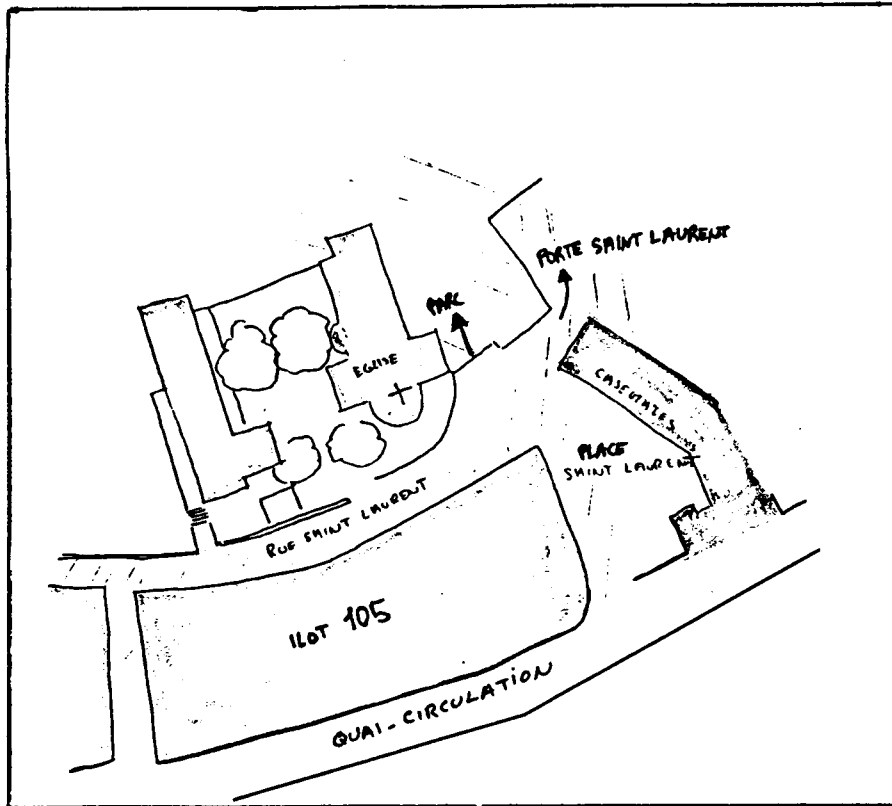 PORTE SAINT LAURENT
PARC
EGLISE
CASEMATES
PLACE
SAINT LAURENT
RUE SAINT LAURENT
ILOT 105
QUAI - CIRCULATION